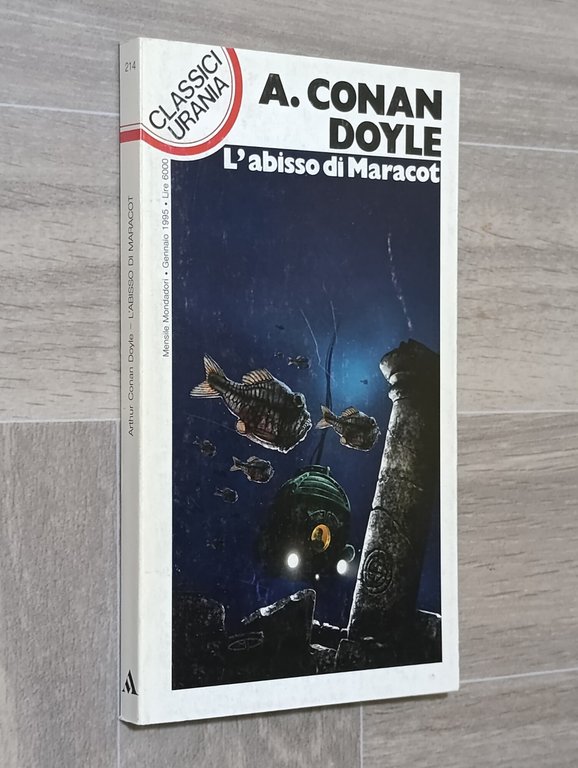 214
Arthur Conan Doyle – L'ABISSO DI MARACOT
CLASSICI
URANIA
A. CONAN
DOYLE
L'abisso di Maracot
Mensile Mondadori • Gennaio 1995 • Lire 6000